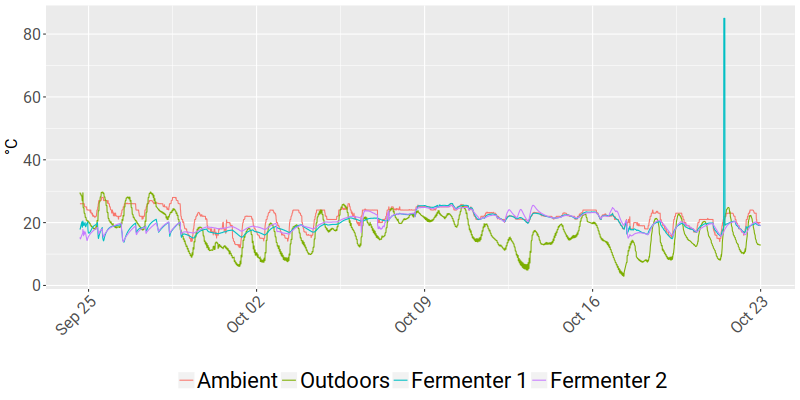 80
60
°C
40
20
0
Sep 25
Oct 02
Oct 09
Oct 16
Oct 23
Ambient Outdoors Fermenter 1 Fermenter 2